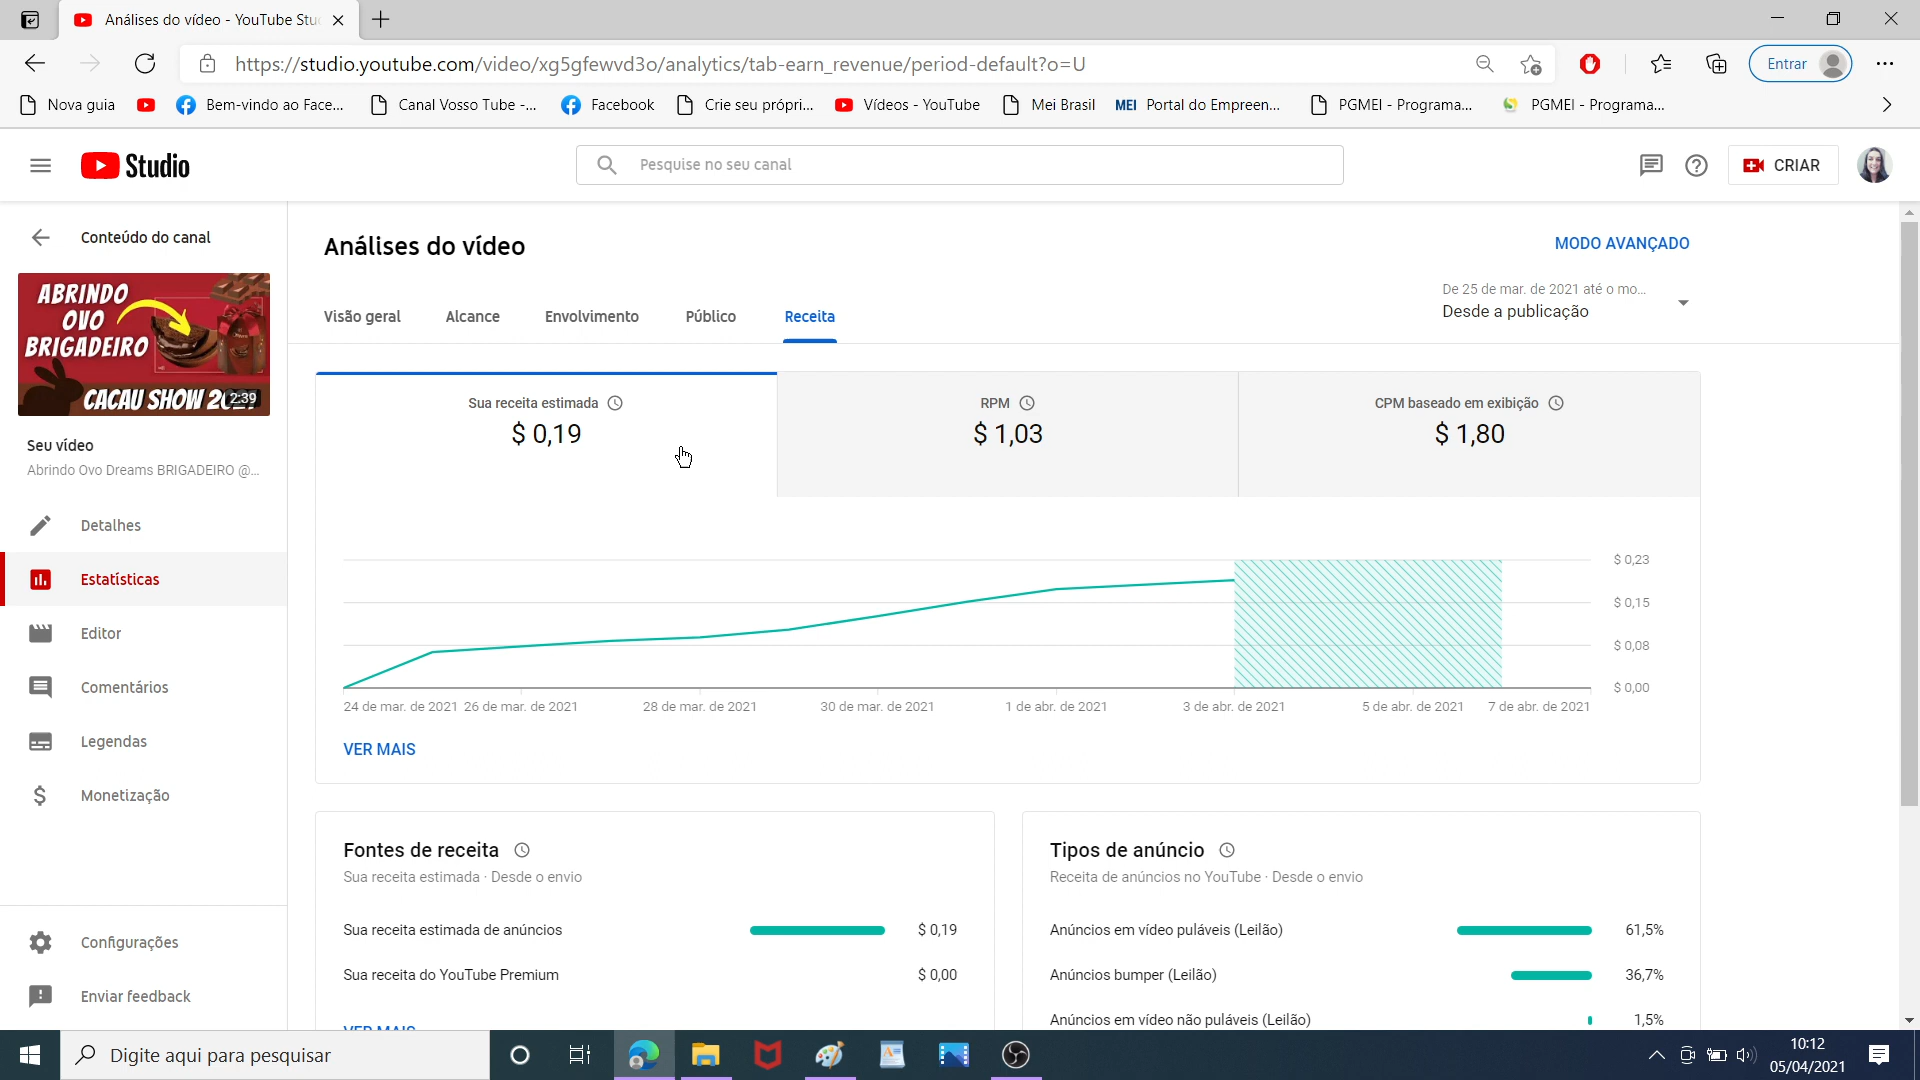 Análises do vídeo - YouTube Stu
https://studio.youtube.com/video/xg5gfewvd3o/analytics/tab-earn_revenue/period-default?o=U
Entrar
Nova guia
Bem-vindo ao Face...
Canal Vosso Tube -...
Facebook
Crie seu própri...
Vídeos - YouTube
Mei Brasil
MEI Portal do Empreen...
PGMEI - Programa...
PGMEI - Programa...
Studio
Pesquise no seu canal
CRIAR
Conteúdo do canal
ABRINDO
OVO
BRIGADEIRO
CACAU SHOW
2:39
Seu vídeo
Abrindo Ovo Dreams BRIGADEIRO @...
Detalhes
Estatísticas
Editor
Comentários
Legendas
Monetização
Configurações
Enviar feedback
Análises do vídeo
MODO AVANÇADO
De 25 de mar. de 2021 até o mo...
Desde a publicação
Visão geral
Alcance
Envolvimento
Público
Receita
Sua receita estimada
$ 0,19
RPM
$ 1,03
CPM baseado em exibição
$ 1,80
$ 0,23
$ 0,15
$ 0,08
$ 0,00
24 de mar. de 2021
26 de mar. de 2021
28 de mar. de 2021
30 de mar. de 2021
1 de abr. de 2021
3 de abr. de 2021
5 de abr. de 2021
7 de abr. de 2021
VER MAIS
Fontes de receita
Sua receita estimada · Desde o envio
Sua receita estimada de anúncios
$ 0,19
Sua receita do YouTube Premium
$ 0,00
VER MAIS
Tipos de anúncio
Receita de anúncios no YouTube · Desde o envio
Anúncios em vídeo puláveis (Leilão)
61,5%
Anúncios bumper (Leilão)
36,7%
Anúncios em vídeo não puláveis (Leilão)
1,5%
Digite aqui para pesquisar
10:12
05/04/2021